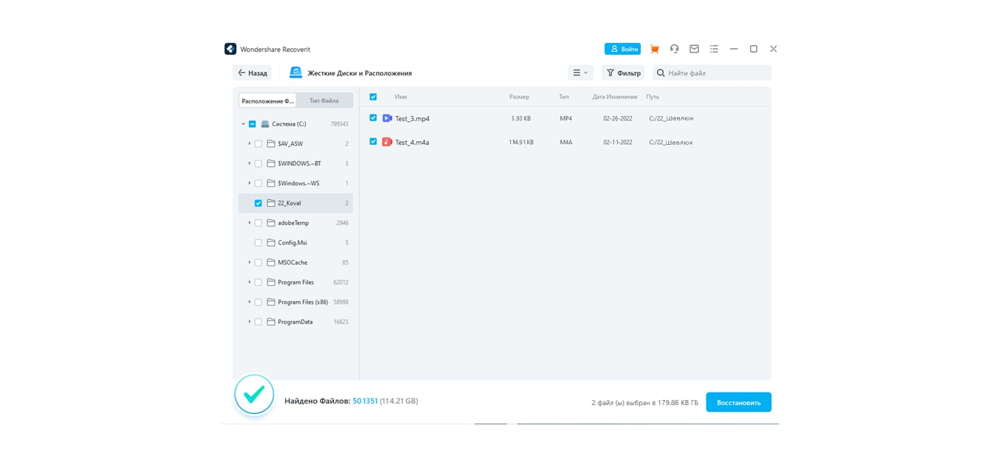 Wondershare Recoverit
Войти
Назад
Жесткие Диски и Расположения
Фильтр
Найти файл
Расположение Ф...
Тип Файла
Имя
Размер
Тип
Дата Изменения
Путь
Система (C:) 799343
$AV_ASW 2
$WINDOWS.~BT 3
$Windows.~WS 1
22_Koval 2
adobeTemp 2946
Config.Msi 5
MSOCache 85
Program Files 62012
Program Files (x86) 58998
ProgramData 16623
Test_3.mp4 3.93 KB MP4 02-26-2022 C:/22_Шевлюк
Test_4.m4a 114.91 KB M4A 02-11-2022 C:/22_Шевлюк
Найдено Файлов: 501351 (114.21 GB)
2 файл (ы) выбран в 179.88 KB ГБ
Восстановить